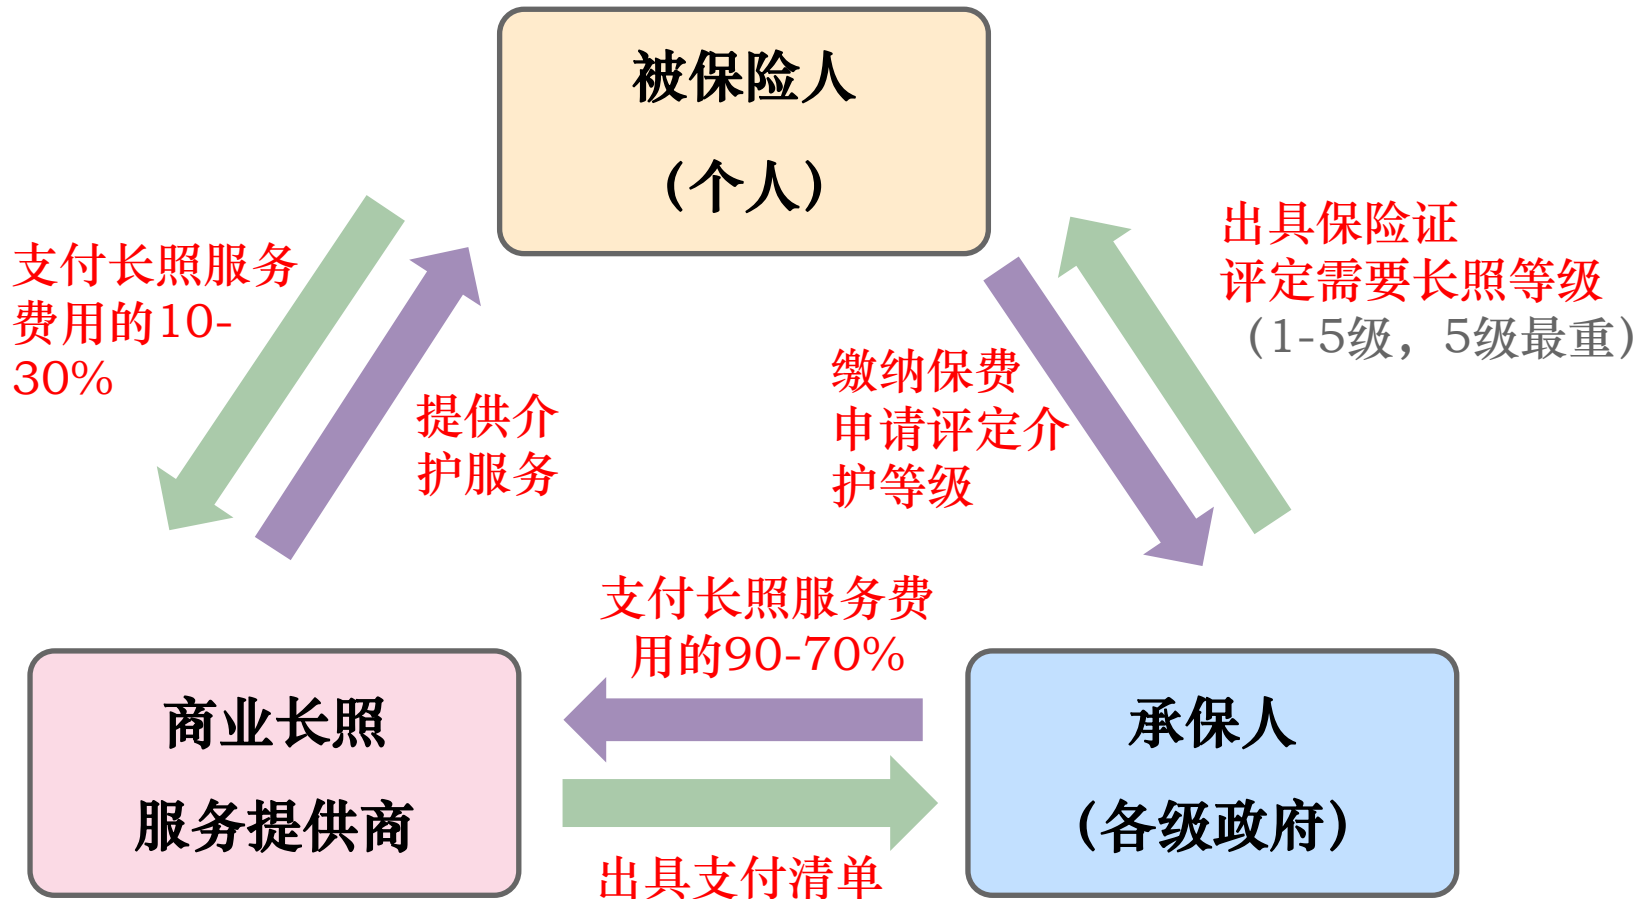 被保险人
（个人）
支付长照服务
费用的10-
30%
提供介
护服务
出具保险证
评定需要长照等级
（1-5级，5级最重）
缴纳保费
申请评定介
护等级
支付长照服务费
用的90-70%
商业长照
服务提供商
承保人
（各级政府）
出具支付清单